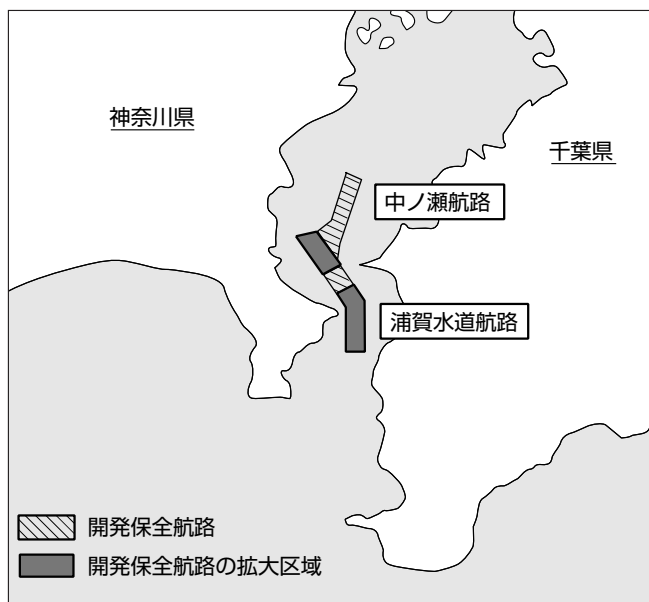 神奈川県
千葉県
中ノ瀬航路
浦賀水道航路
開発保全航路
開発保全航路の拡大区域